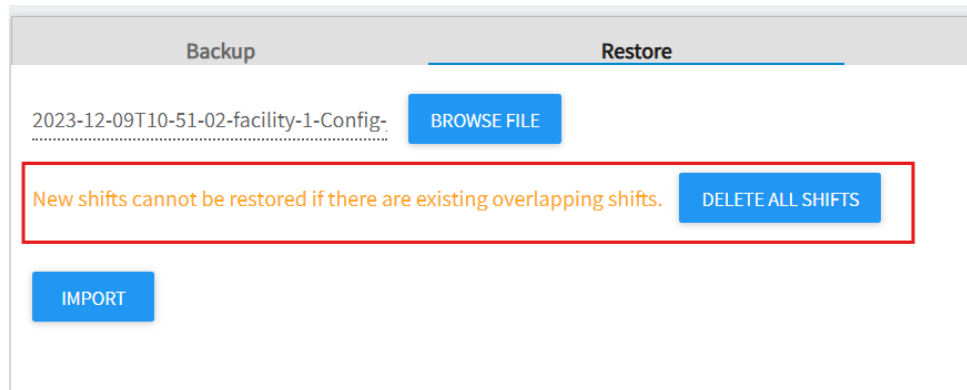 Backup Restore
2023-12-09T10-51-02-facility-1-Config- BROWSE FILE
New shifts cannot be restored if there are existing overlapping shifts. DELETE ALL SHIFTS
IMPORT